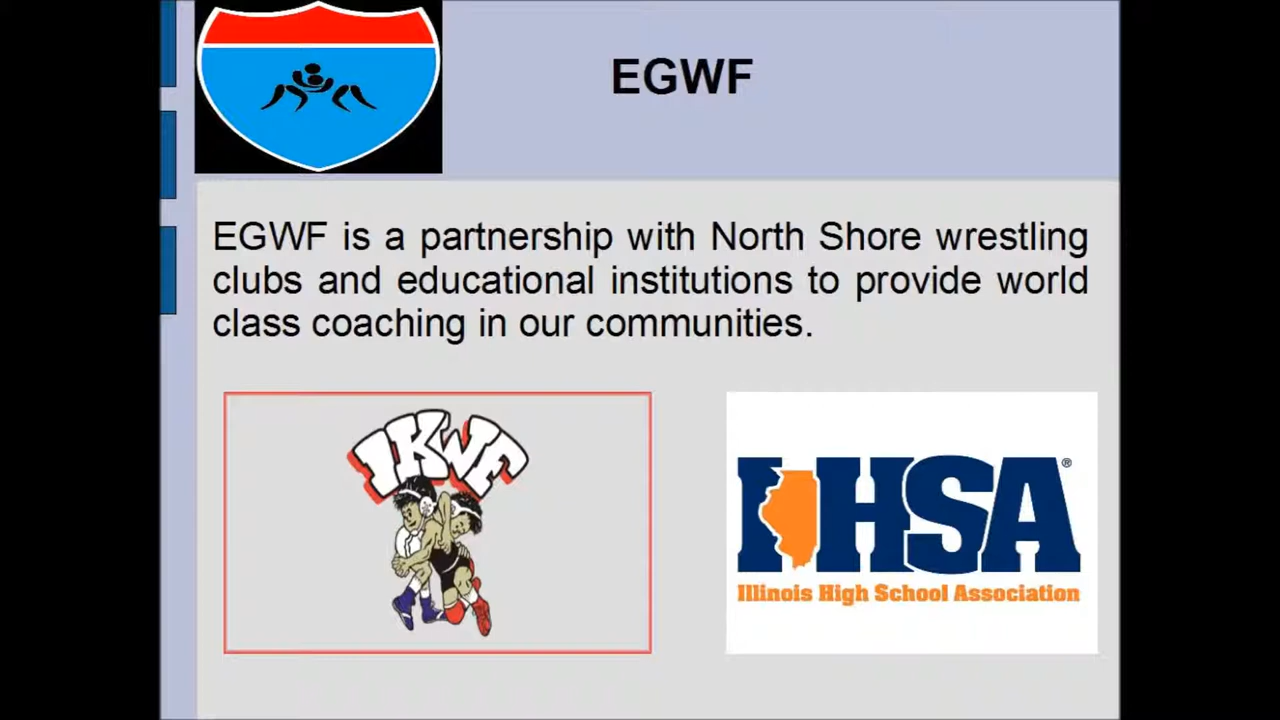 EGWF
EGWF is a partnership with North Shore wrestling
clubs and educational institutions to provide world
class coaching in our communities.
IKWF
IHSA®
Illinois High School Association